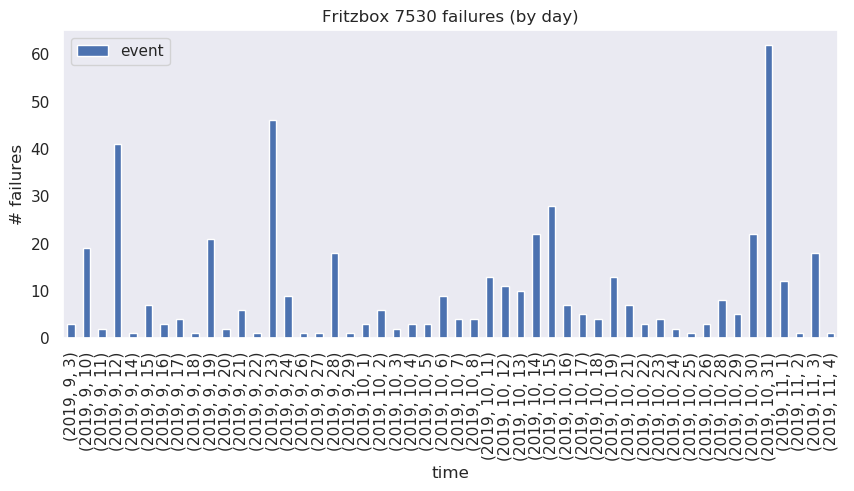 Fritzbox 7530 failures (by day)
event
# failures
60
50
40
30
20
10
0
(2019, 9, 3)
(2019, 9, 10)
(2019, 9, 11)
(2019, 9, 12)
(2019, 9, 14)
(2019, 9, 15)
(2019, 9, 16)
(2019, 9, 17)
(2019, 9, 18)
(2019, 9, 19)
(2019, 9, 20)
(2019, 9, 21)
(2019, 9, 22)
(2019, 9, 23)
(2019, 9, 24)
(2019, 9, 26)
(2019, 9, 27)
(2019, 9, 28)
(2019, 9, 29)
(2019, 10, 1)
(2019, 10, 2)
(2019, 10, 3)
(2019, 10, 4)
(2019, 10, 5)
(2019, 10, 6)
(2019, 10, 7)
(2019, 10, 8)
(2019, 10, 11)
(2019, 10, 12)
(2019, 10, 13)
(2019, 10, 14)
(2019, 10, 15)
(2019, 10, 16)
(2019, 10, 17)
(2019, 10, 18)
(2019, 10, 19)
(2019, 10, 21)
(2019, 10, 22)
(2019, 10, 23)
(2019, 10, 24)
(2019, 10, 25)
(2019, 10, 26)
(2019, 10, 28)
(2019, 10, 29)
(2019, 10, 30)
(2019, 10, 31)
(2019, 11, 1)
(2019, 11, 2)
(2019, 11, 3)
(2019, 11, 4)
time